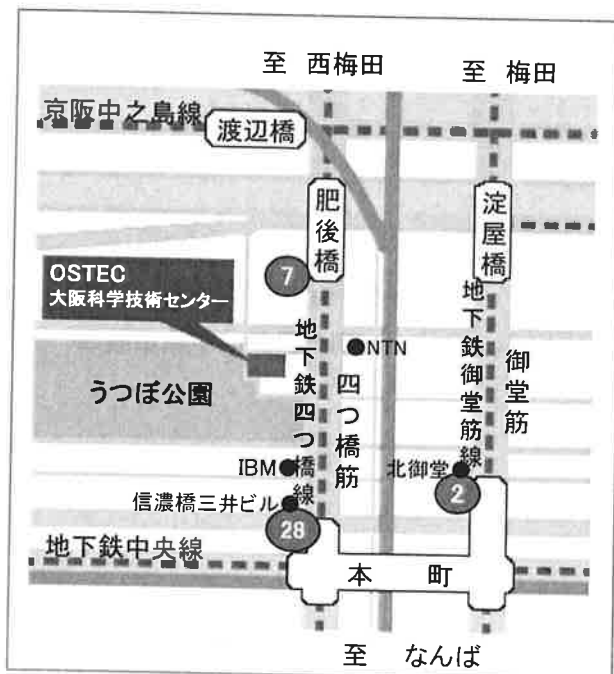 至 西梅田
至 梅田
京阪中之島線
渡辺橋
肥後橋
淀屋橋
7
OSTEC
大阪科学技術センター
NTN
地下鉄四つ橋線
四つ橋筋
地下鉄御堂筋線
御堂筋
うつぼ公園
IBM
北御堂
2
信濃橋三井ビル
28
地下鉄中央線
本町
至 なんば